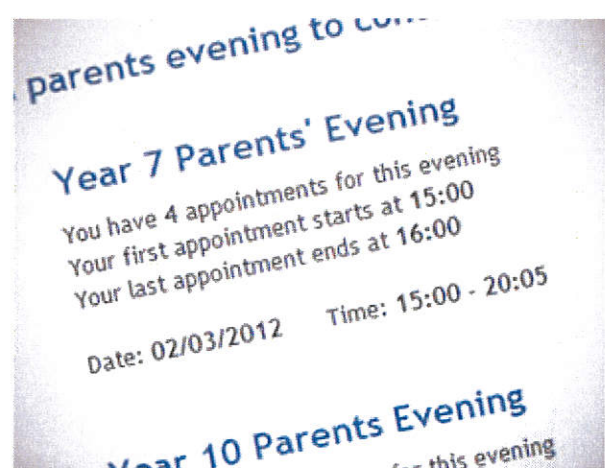 parents evening to
Year 7 Parents' Evening
You have 4 appointments for this evening
Your first appointment starts at 15:00
Your last appointment ends at 16:00
Date: 02/03/2012 Time: 15:00 - 20:05
Year 10 Parents Evening
this evening